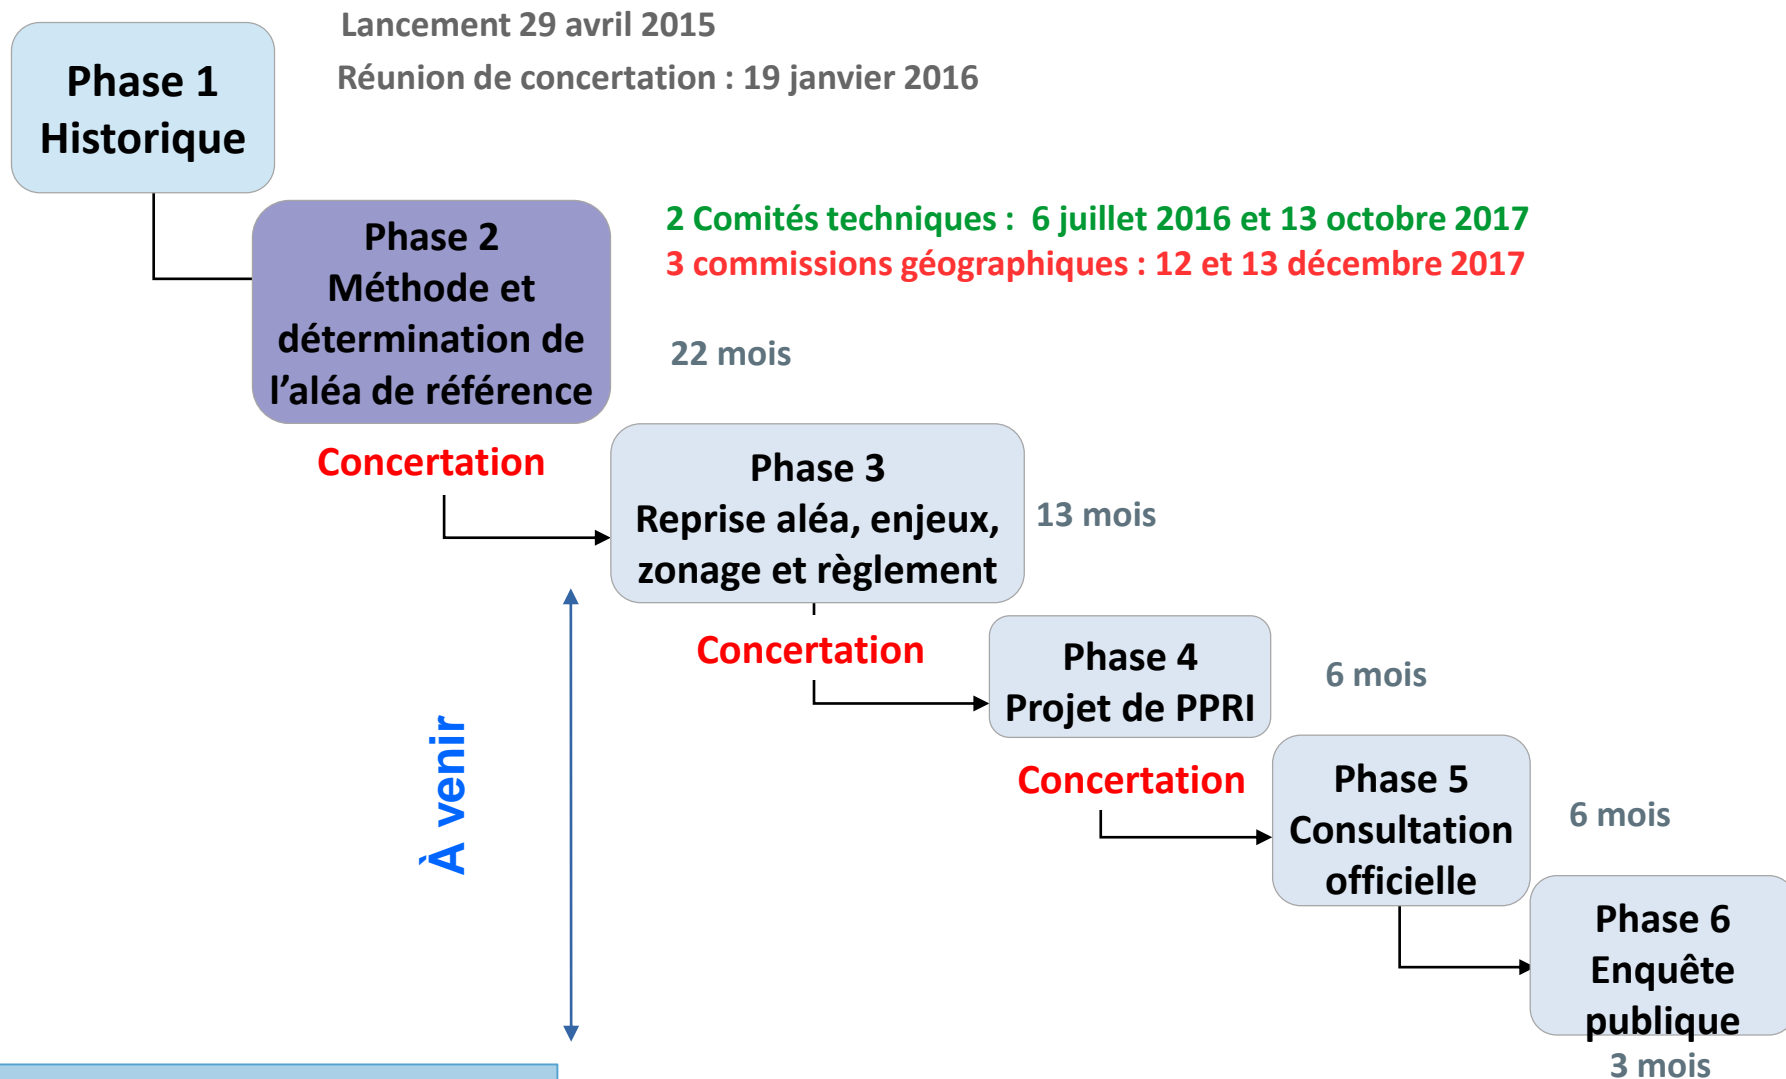 Lancement 29 avril 2015
Réunion de concertation : 19 janvier 2016
Phase 1
Historique
2 Comités techniques :  6 juillet 2016 et 13 octobre 2017
3 commissions géographiques : 12 et 13 décembre 2017
Phase 2
Méthode et
détermination de
l’aléa de référence
22 mois
Concertation
Phase 3
Reprise aléa, enjeux,
zonage et règlement
13 mois
Concertation
Phase 4
Projet de PPRI
6 mois
À venir
Concertation
Phase 5
Consultation
officielle
6 mois
Phase 6
Enquête
publique
3 mois